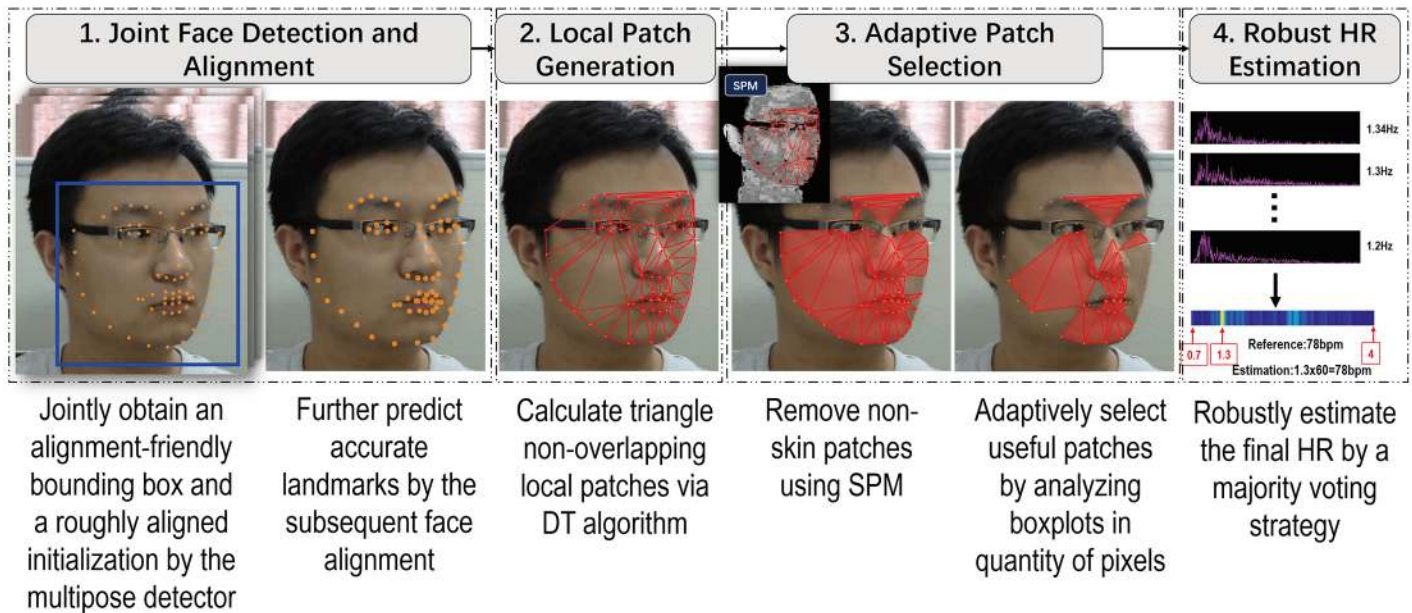 1. Joint Face Detection and
Alignment
2. Local Patch
Generation
3. Adaptive Patch
Selection
4. Robust HR
Estimation
SPM
1.34Hz
1.3Hz
1.2Hz
Reference:78bpm
0.7
1.3
4
Estimation:1.3x60=78bpm
Jointly obtain an
alignment-friendly
bounding box and
a roughly aligned
initialization by the
multipose detector
Further predict
accurate
landmarks by the
subsequent face
alignment
Calculate triangle
non-overlapping
local patches via
DT algorithm
Remove non-
skin patches
using SPM
Adaptively select
useful patches
by analyzing
boxplots in
quantity of pixels
Robustly estimate
the final HR by a
majority voting
strategy